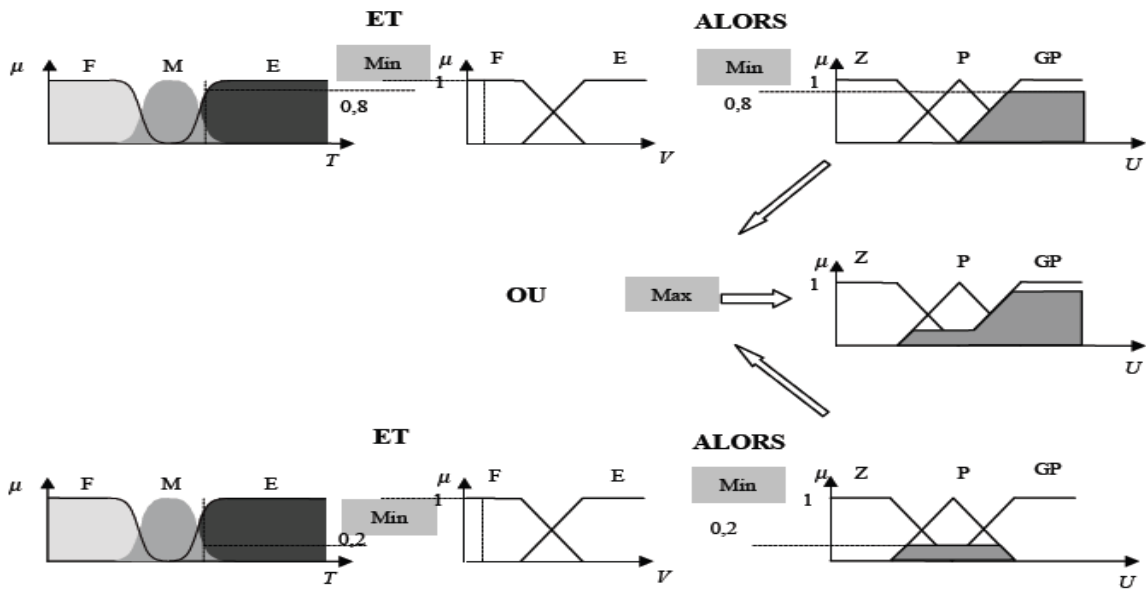 ET ALORS
μ F M E Min μ F E Min μ Z P GP
1 1
0,8 0,8
T V U
μ Z P GP
OU Max 1
U
ET ALORS
μ F M E μ F E Min μ Z P GP
Min 1 1
0,2 0,2
T V U